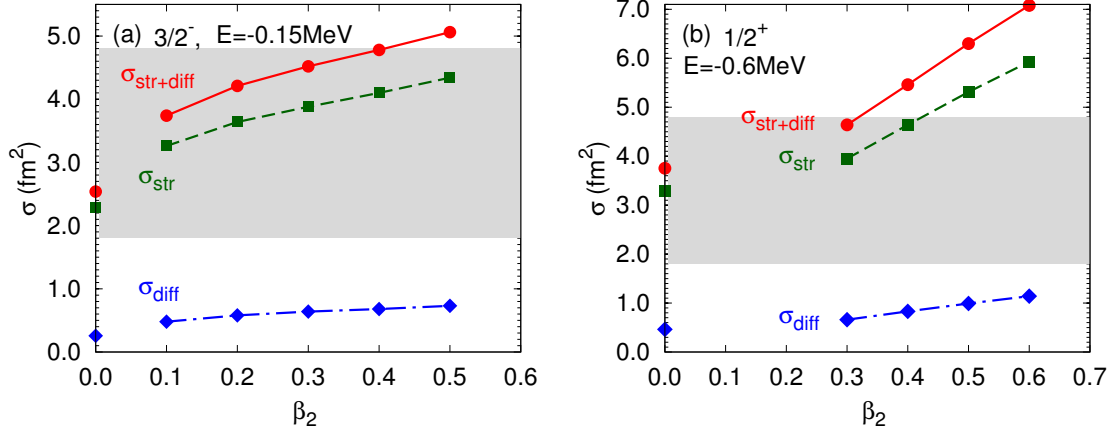 (a) 3/2⁻, E=-0.15MeV
5.0
4.0
3.0
2.0
1.0
0.0
σ (fm²)
σstr+diff
σstr
σdiff
0.0 0.1 0.2 0.3 0.4 0.5 0.6
β₂
(b) 1/2⁺
E=-0.6MeV
7.0
6.0
5.0
4.0
3.0
2.0
1.0
0.0
σ (fm²)
σstr+diff
σstr
σdiff
0.0 0.1 0.2 0.3 0.4 0.5 0.6 0.7
β₂